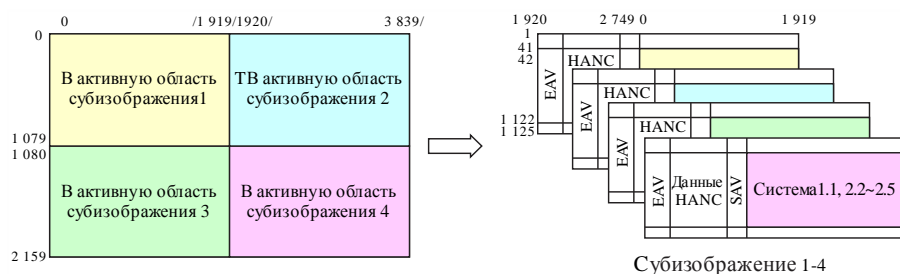 0 /1 919/1920/ 3 839/
0
В активную область
субизображения1
ТВ активную область
субизображения 2
1 079
1 080
В активную область
субизображения 3
В активную область
субизображения 4
2 159
1 920 2 749 0 1 919
1
41
42
1 122
1 125
EAV
HANC
EAV
HANC
EAV
HANC
EAV
Данные
HANC
SAV
Система1.1, 2.2~2.5
Субизображение 1-4